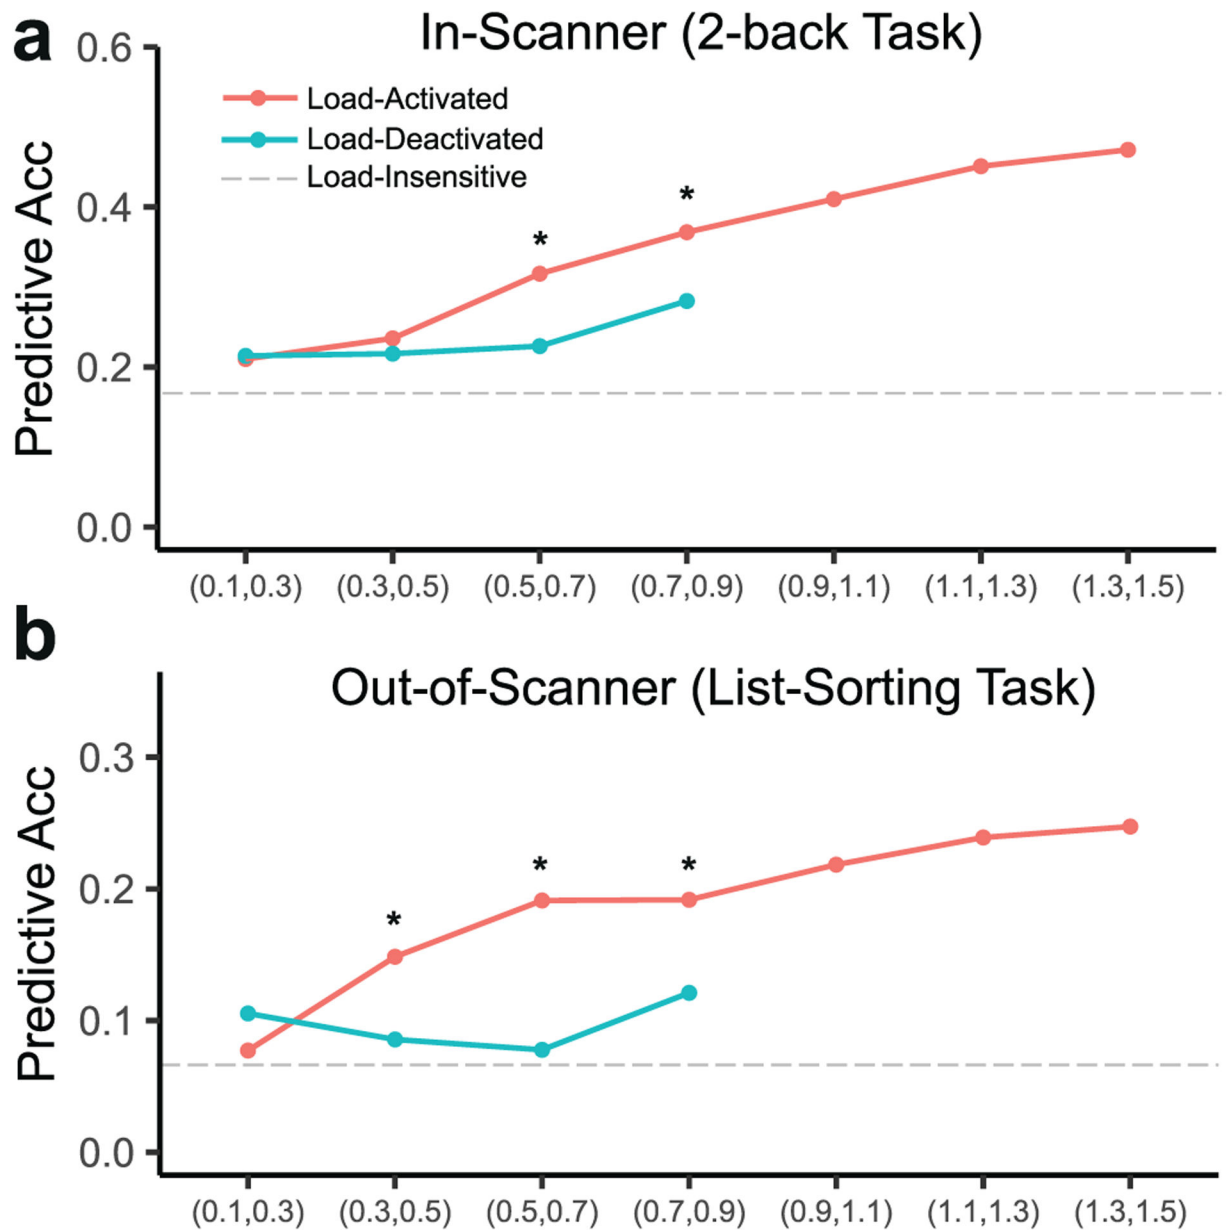 a
In-Scanner (2-back Task)
Predictive Acc
0.6
0.4
0.2
0.0
Load-Activated
Load-Deactivated
Load-Insensitive
*
*
(0.1,0.3) (0.3,0.5) (0.5,0.7) (0.7,0.9) (0.9,1.1) (1.1,1.3) (1.3,1.5)
b
Out-of-Scanner (List-Sorting Task)
Predictive Acc
0.3
0.2
0.1
0.0
*
*
*
(0.1,0.3) (0.3,0.5) (0.5,0.7) (0.7,0.9) (0.9,1.1) (1.1,1.3) (1.3,1.5)